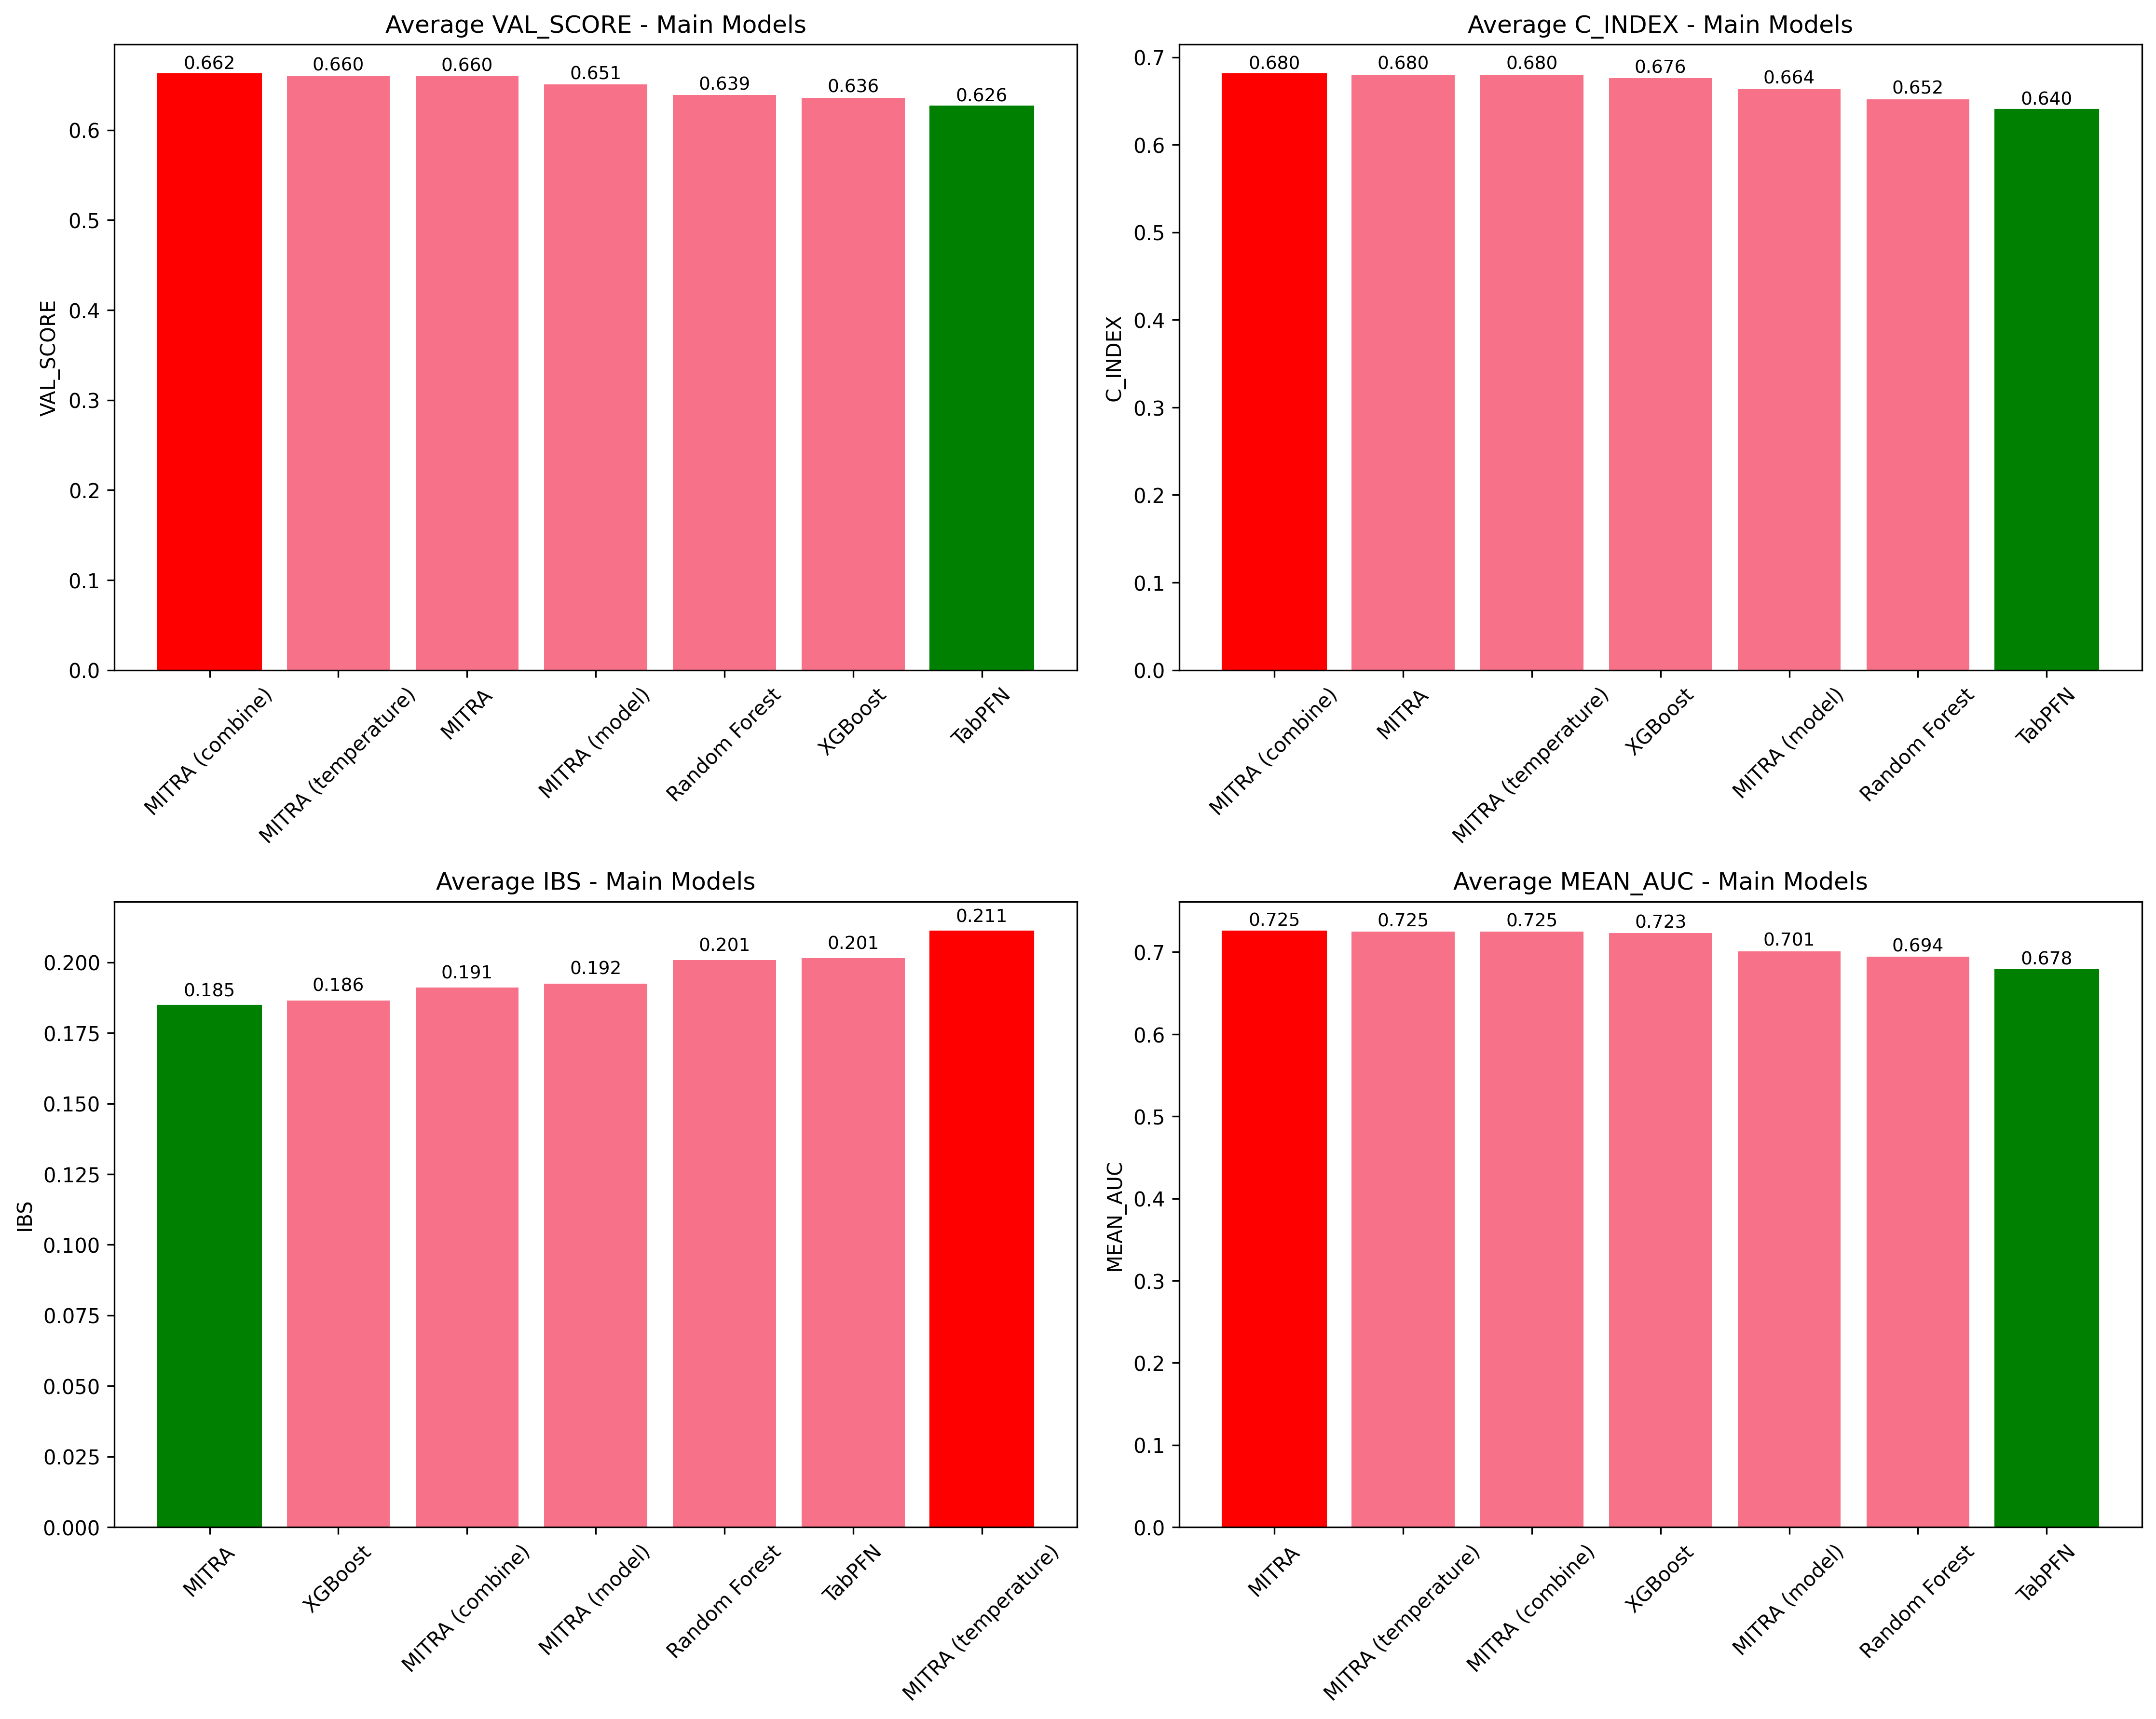 Average VAL_SCORE - Main Models
0.662
0.660
0.660
0.651
0.639
0.636
0.626
VAL_SCORE
0.6
0.5
0.4
0.3
0.2
0.1
0.0
MITRA (combine)
MITRA (temperature)
MITRA
MITRA (model)
Random Forest
XGBoost
TabPFN
Average C_INDEX - Main Models
0.680
0.680
0.680
0.676
0.664
0.652
0.640
C_INDEX
0.7
0.6
0.5
0.4
0.3
0.2
0.1
0.0
MITRA (combine)
MITRA
MITRA (temperature)
XGBoost
MITRA (model)
Random Forest
TabPFN
Average IBS - Main Models
0.185
0.186
0.191
0.192
0.201
0.201
0.211
IBS
0.200
0.175
0.150
0.125
0.100
0.075
0.050
0.025
0.000
MITRA
XGBoost
MITRA (combine)
MITRA (model)
Random Forest
TabPFN
MITRA (temperature)
Average MEAN_AUC - Main Models
0.725
0.725
0.725
0.723
0.701
0.694
0.678
MEAN_AUC
0.7
0.6
0.5
0.4
0.3
0.2
0.1
0.0
MITRA
MITRA (temperature)
MITRA (combine)
XGBoost
MITRA (model)
Random Forest
TabPFN